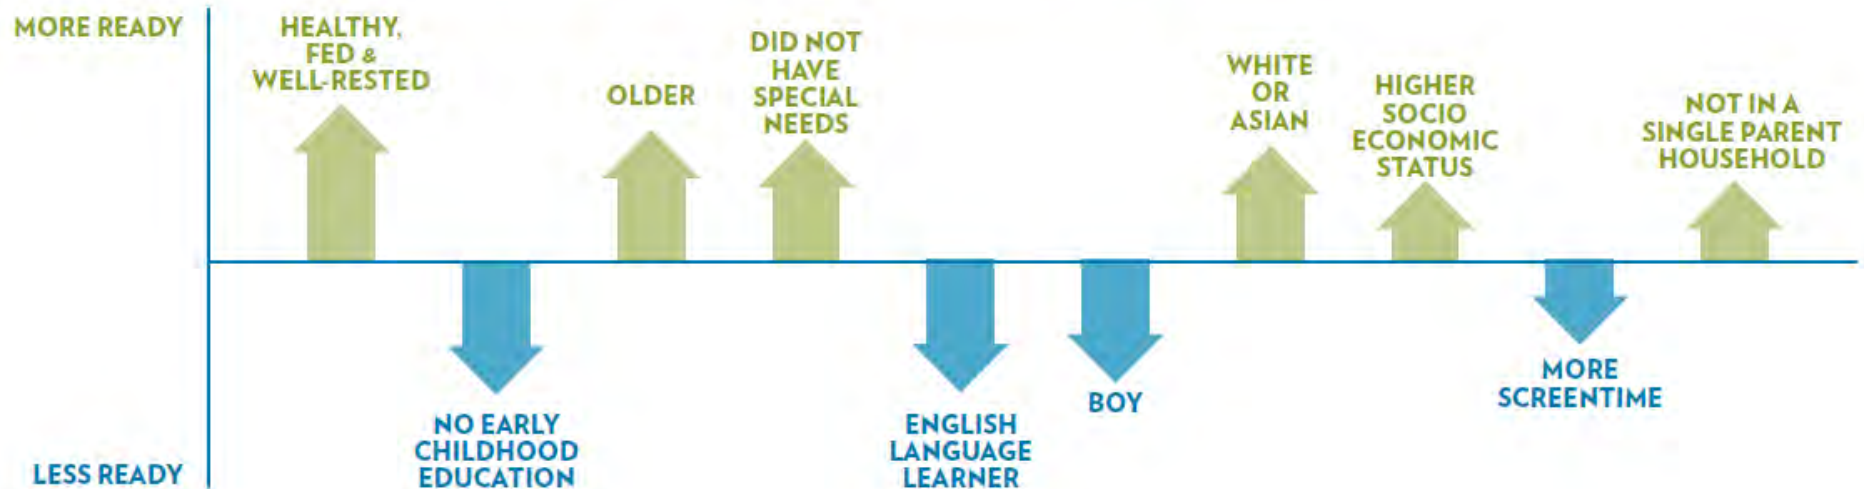 MORE READY
HEALTHY,
FED &
WELL-RESTED
OLDER
DID NOT
HAVE
SPECIAL
NEEDS
WHITE
OR
ASIAN
HIGHER
SOCIO
ECONOMIC
STATUS
NOT IN A
SINGLE PARENT
HOUSEHOLD
NO EARLY
CHILDHOOD
EDUCATION
ENGLISH
LANGUAGE
LEARNER
BOY
MORE
SCREENTIME
LESS READY